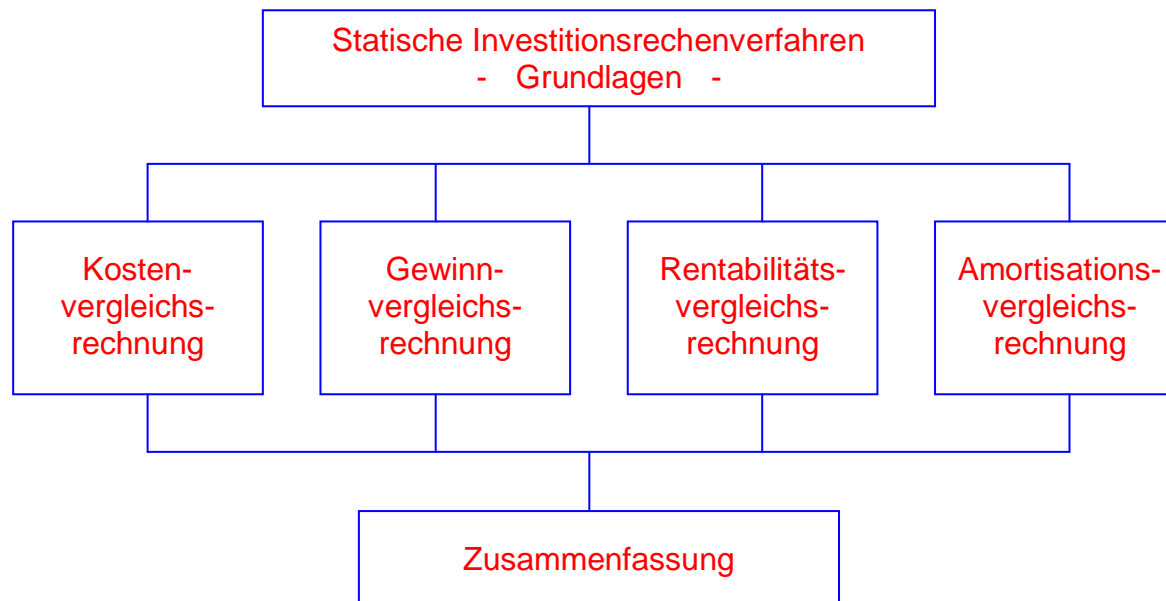 Statische Investitionsrechenverfahren
- Grundlagen -
Kosten-
vergleichs-
rechnung
Gewinn-
vergleichs-
rechnung
Rentabilitäts-
vergleichs-
rechnung
Amortisations-
vergleichs-
rechnung
Zusammenfassung